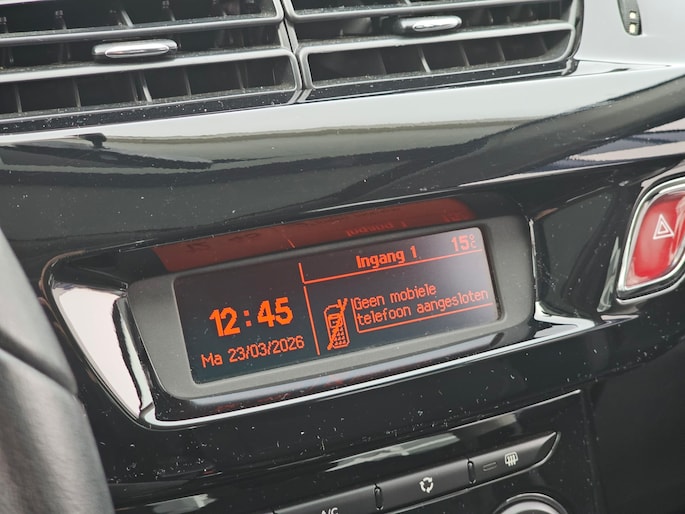 Ingang 1 15°C
12:45
Ma 23/03/2026
Geen mobiele
telefoon aangesloten
A/C